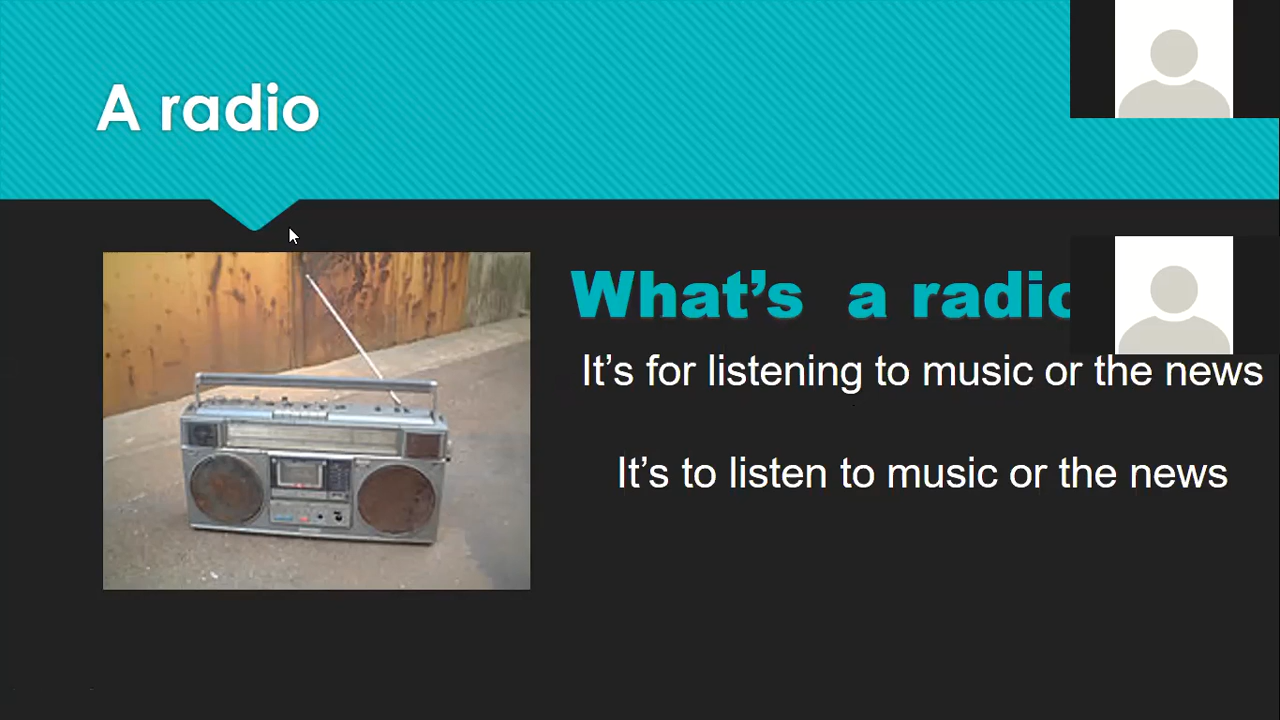 A radio
What's a radio
It's for listening to music or the news
It's to listen to music or the news